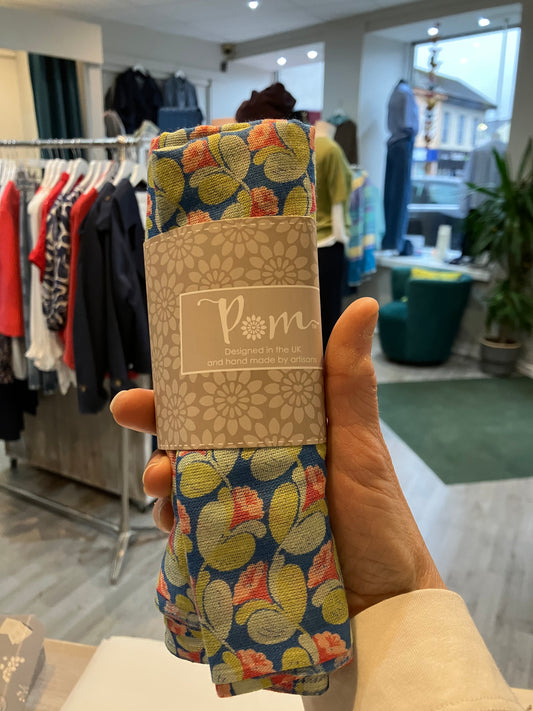 Pom
Designed in the UK
and hand made by artisans